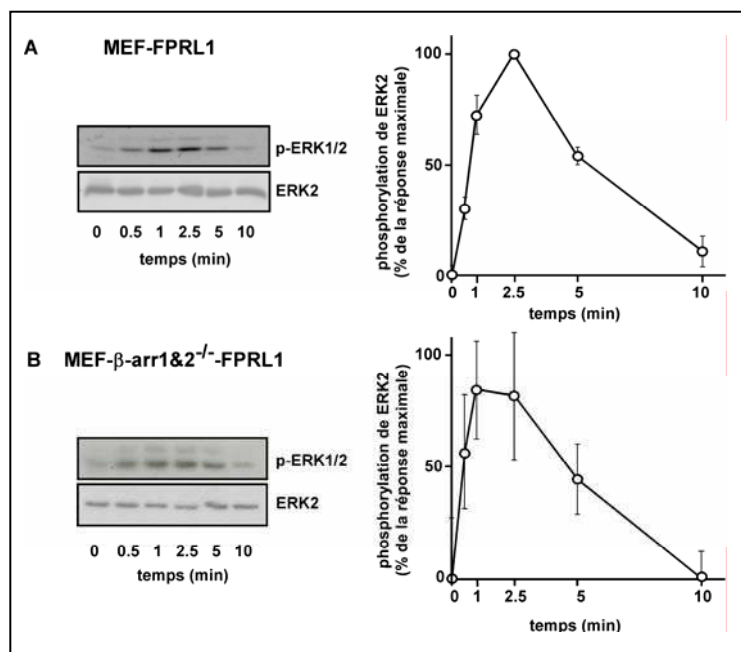 A MEF-FPRL1
p-ERK1/2
ERK2
0 0.5 1 2.5 5 10
temps (min)
phosphorylation de ERK2
(% de la réponse maximale)
100
50
0
0 1 2.5 5 10
temps (min)
B MEF-β-arr1&2-/--FPRL1
p-ERK1/2
ERK2
0 0.5 1 2.5 5 10
temps (min)
phosphorylation de ERK2
(% de la réponse maximale)
100
50
0
0 1 2.5 5 10
temps (min)